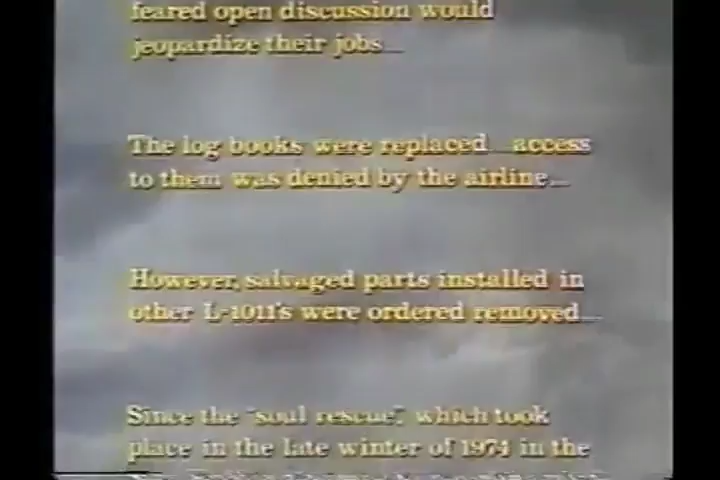 feared open discussion would
jeopardize their jobs...
The log books were replaced...access
to them was denied by the airline...
However, salvaged parts installed in
other L-1011's were ordered removed...
Since the "soul rescue", which took
place in the late winter of 1974 in the